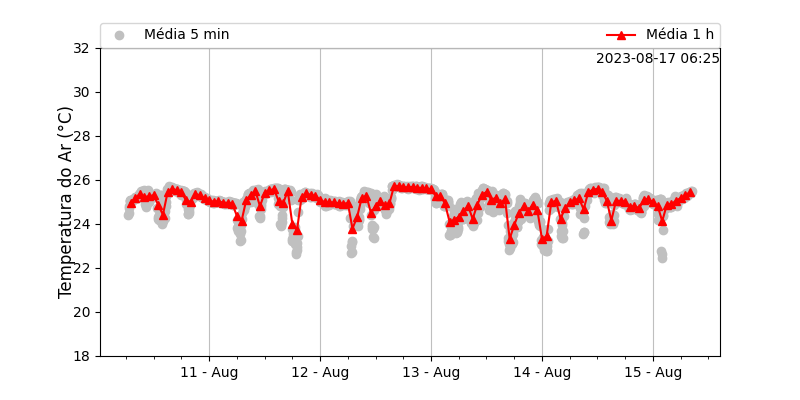 Média 5 min
Média 1 h
2023-08-17 06:25
Temperatura do Ar (°C)
32
30
28
26
24
22
20
18
11 - Aug
12 - Aug
13 - Aug
14 - Aug
15 - Aug